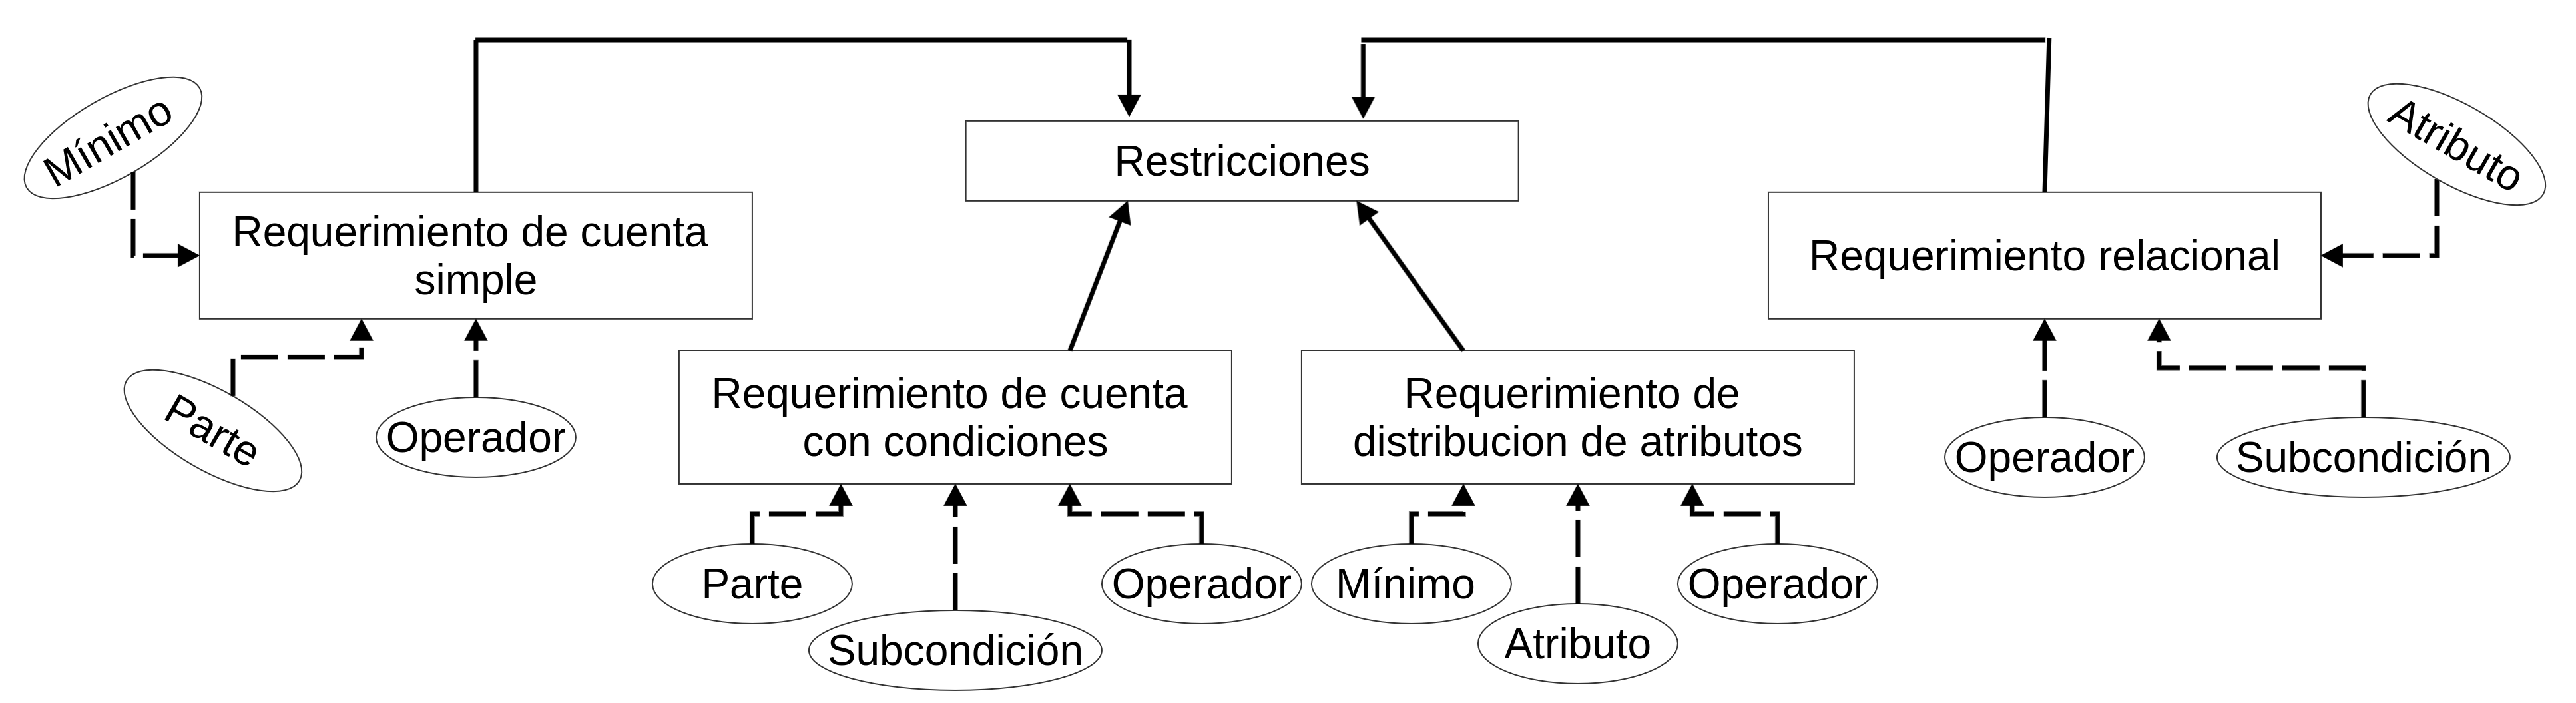 Mínimo
Restricciones
Atributo
Requerimiento de cuenta
simple
Requerimiento relacional
Parte
Operador
Requerimiento de cuenta
con condiciones
Requerimiento de
distribucion de atributos
Operador
Subcondición
Parte
Subcondición
Operador
Mínimo
Atributo
Operador